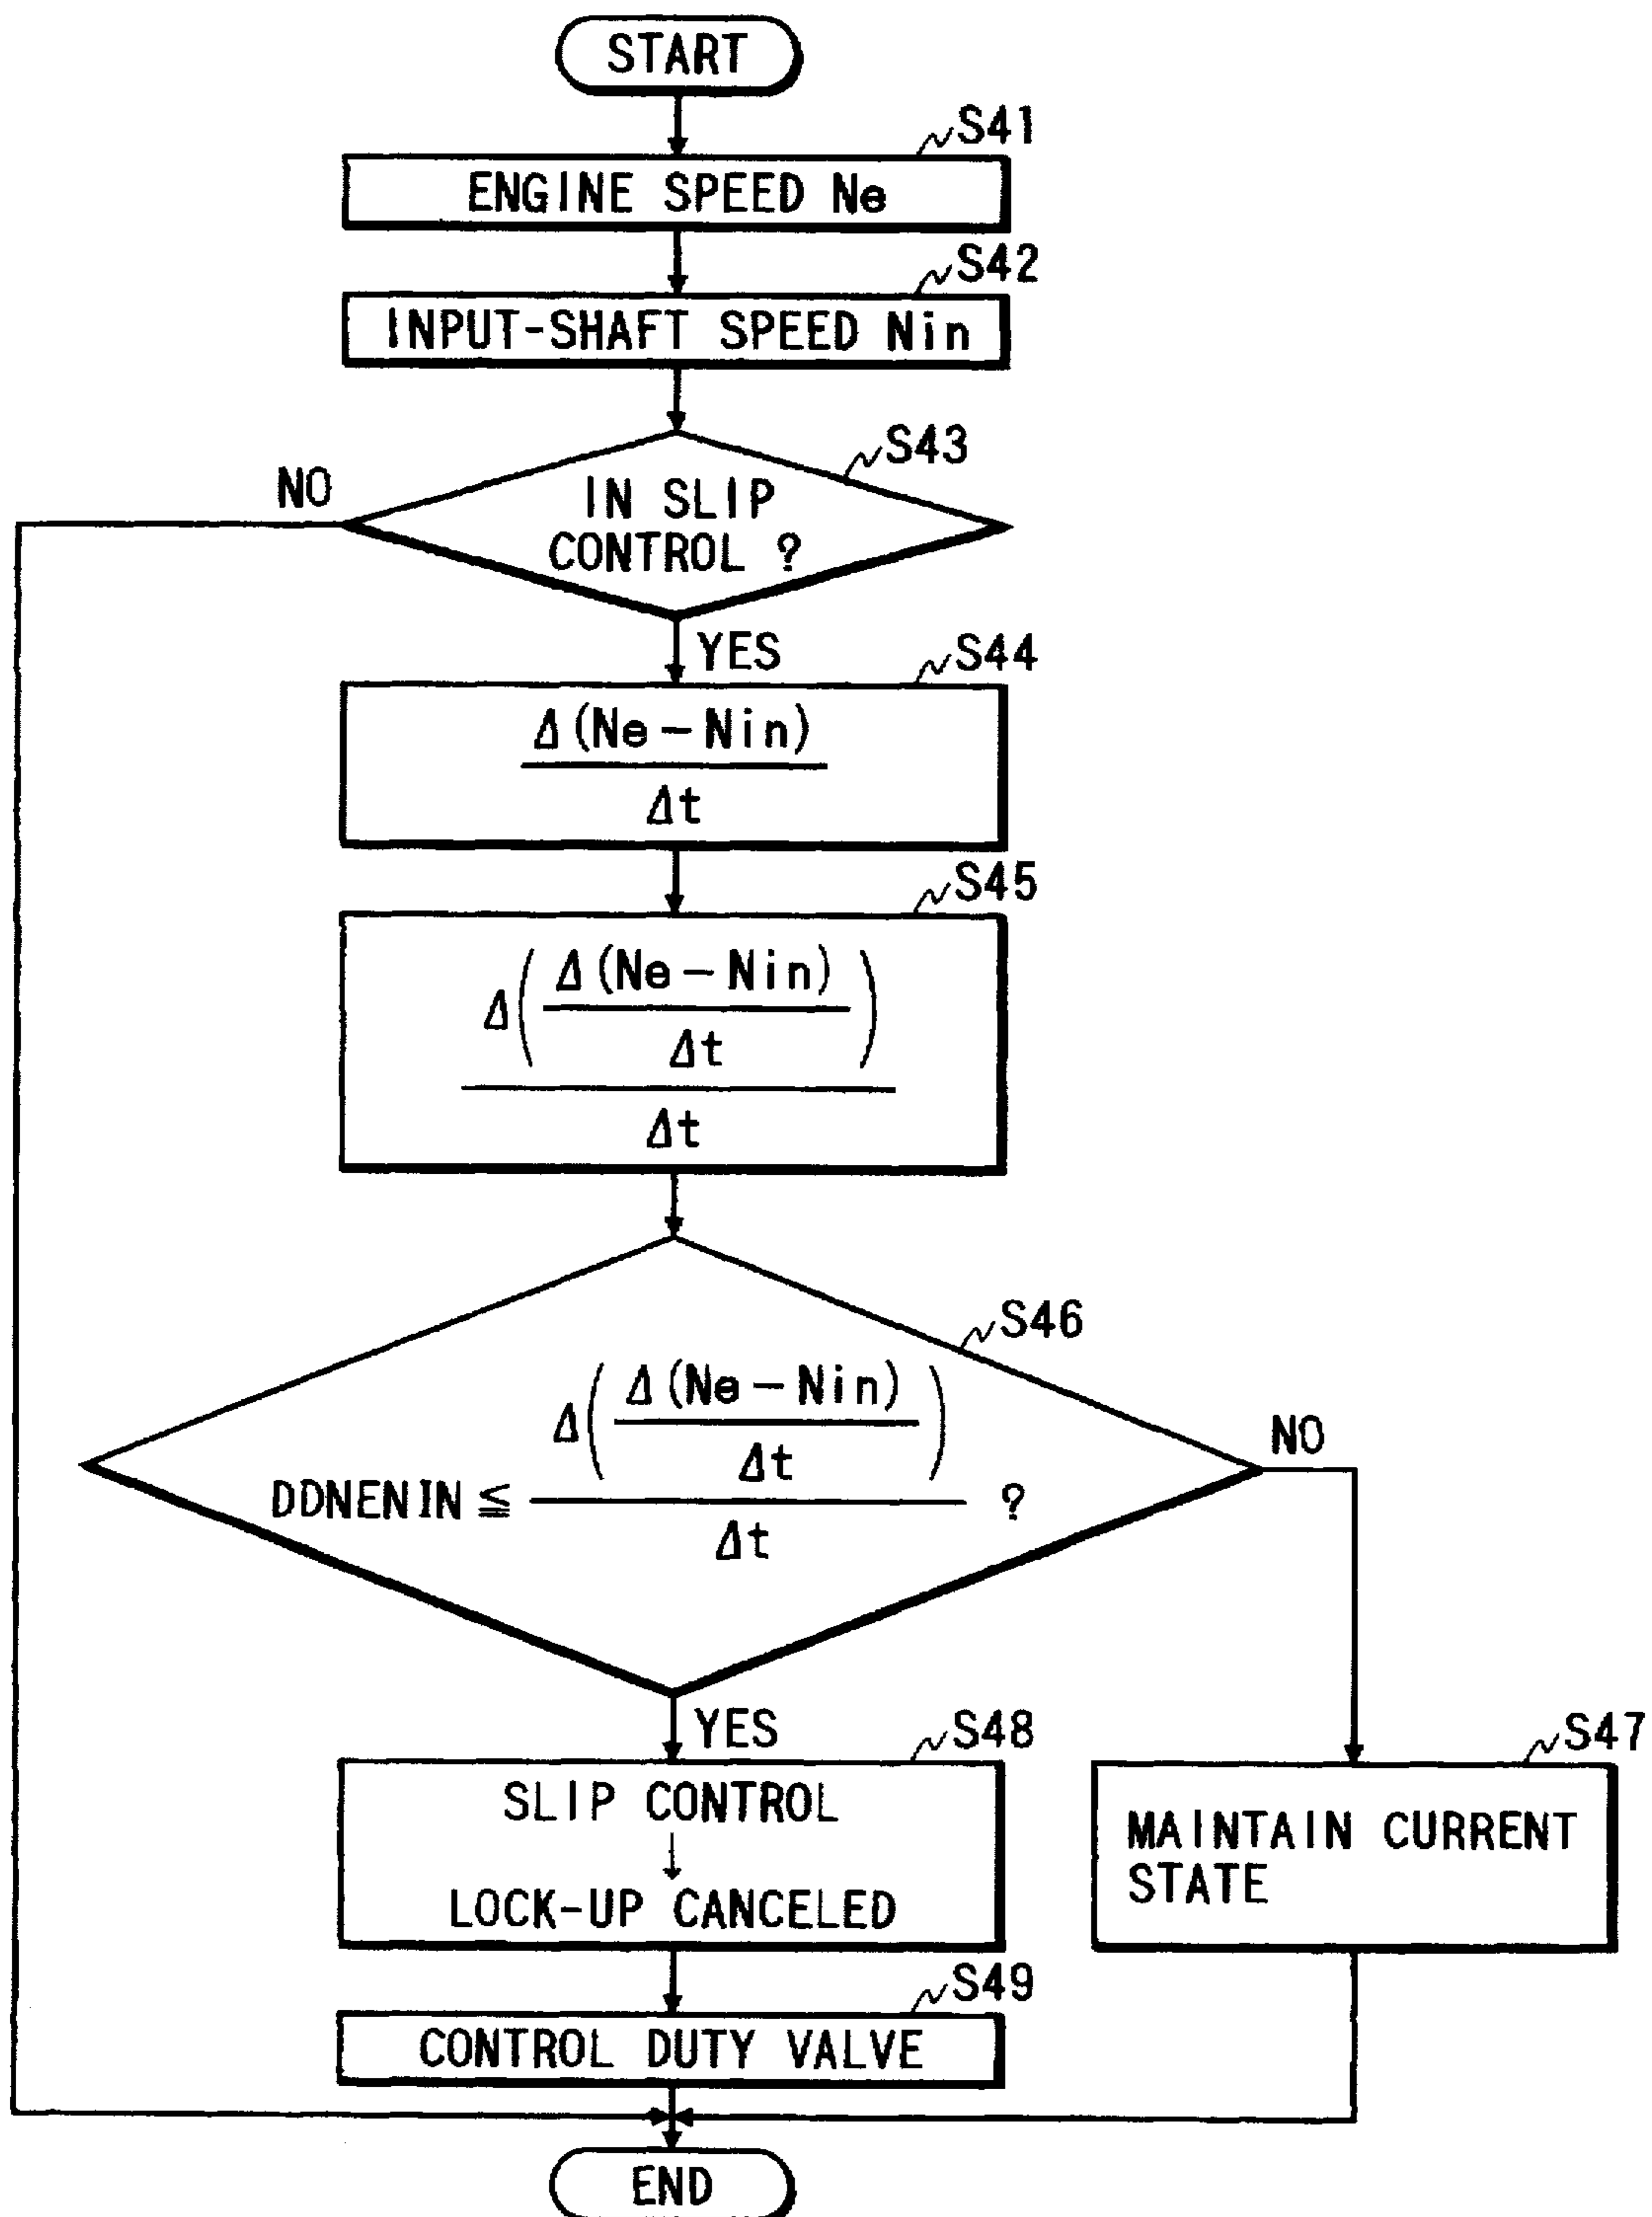 START
S41
ENGINE SPEED Ne
S42
INPUT-SHAFT SPEED Nin
S43
NO
IN SLIP
CONTROL ?
YES
S44
Δ(Ne-Nin)
Δt
S45
Δ(Δ(Ne-Nin)
Δt)
Δt
S46
Δ(Δ(Ne-Nin)
Δt)
DDNENIN ≦ ?
Δt
NO
YES
S48
SLIP CONTROL
↓
LOCK-UP CANCELED
S47
MAINTAIN CURRENT
STATE
S49
CONTROL DUTY VALVE
END